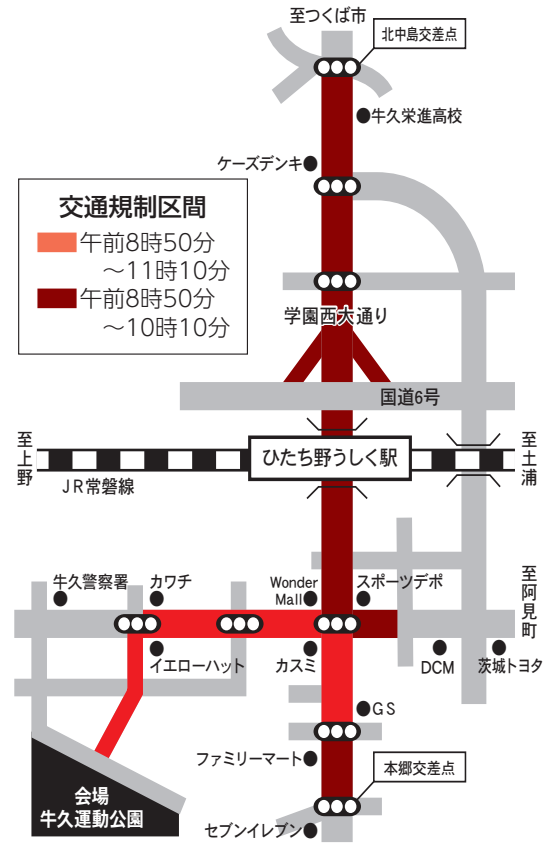 至つくば市
北中島交差点
牛久栄進高校
ケーズデンキ
交通規制区間
午前8時50分
～11時10分
午前8時50分
～10時10分
学園西大通り
国道6号
至上野
ひたち野うしく駅
至土浦
JR常磐線
至阿見町
牛久警察署
カワチ
Wonder
Mall
スポーツデポ
イエローハット
カスミ
DCM
茨城トヨタ
GS
ファミリーマート
本郷交差点
会場
牛久運動公園
セブンイレブン